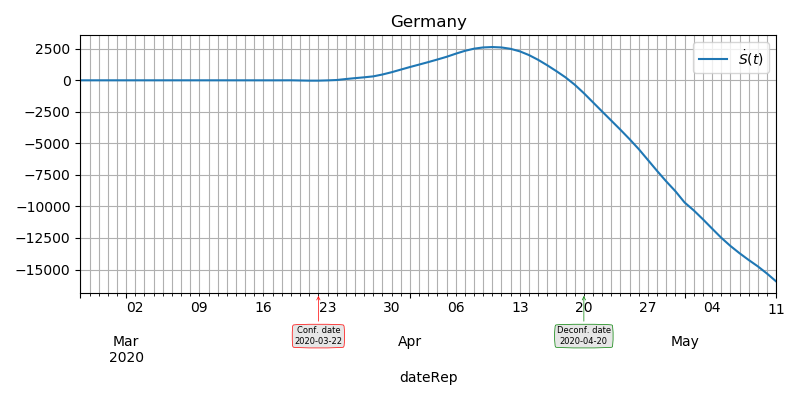 Germany
Ṡ(t)
2500
0
−2500
−5000
−7500
−10000
−12500
−15000
02 09 16 23 30 06 13 20 27 04 11
Conf. date
2020-03-22
Deconf. date
2020-04-20
Mar Apr May
2020
dateRep